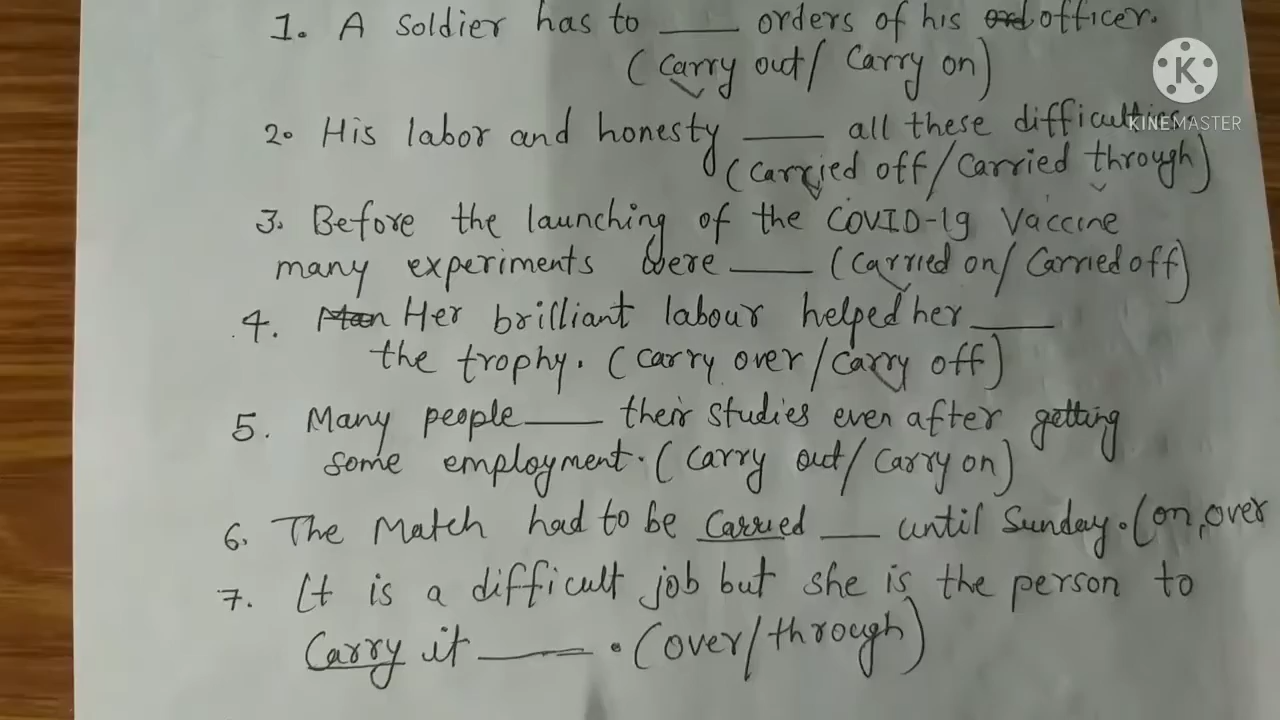 1. A soldier has to ____ orders of his ord officer.
(Carry out/ Carry on)
2. His labor and honesty ____ all these difficulties.
(Carried off/Carried through)
3. Before the launching of the COVID-19 Vaccine
many experiments were ____ (Carried on/ Carried off)
4. Man Her brilliant labour helped her ____
the trophy. (Carry over/Carry off)
5. Many people ____ their studies even after getting
some employment. (Carry out/ Carry on)
6. The Match had to be Carried ___ until Sunday. (on, over
7. It is a difficult job but she is the person to
Carry it ____. (over/through)
K
KINEMASTER